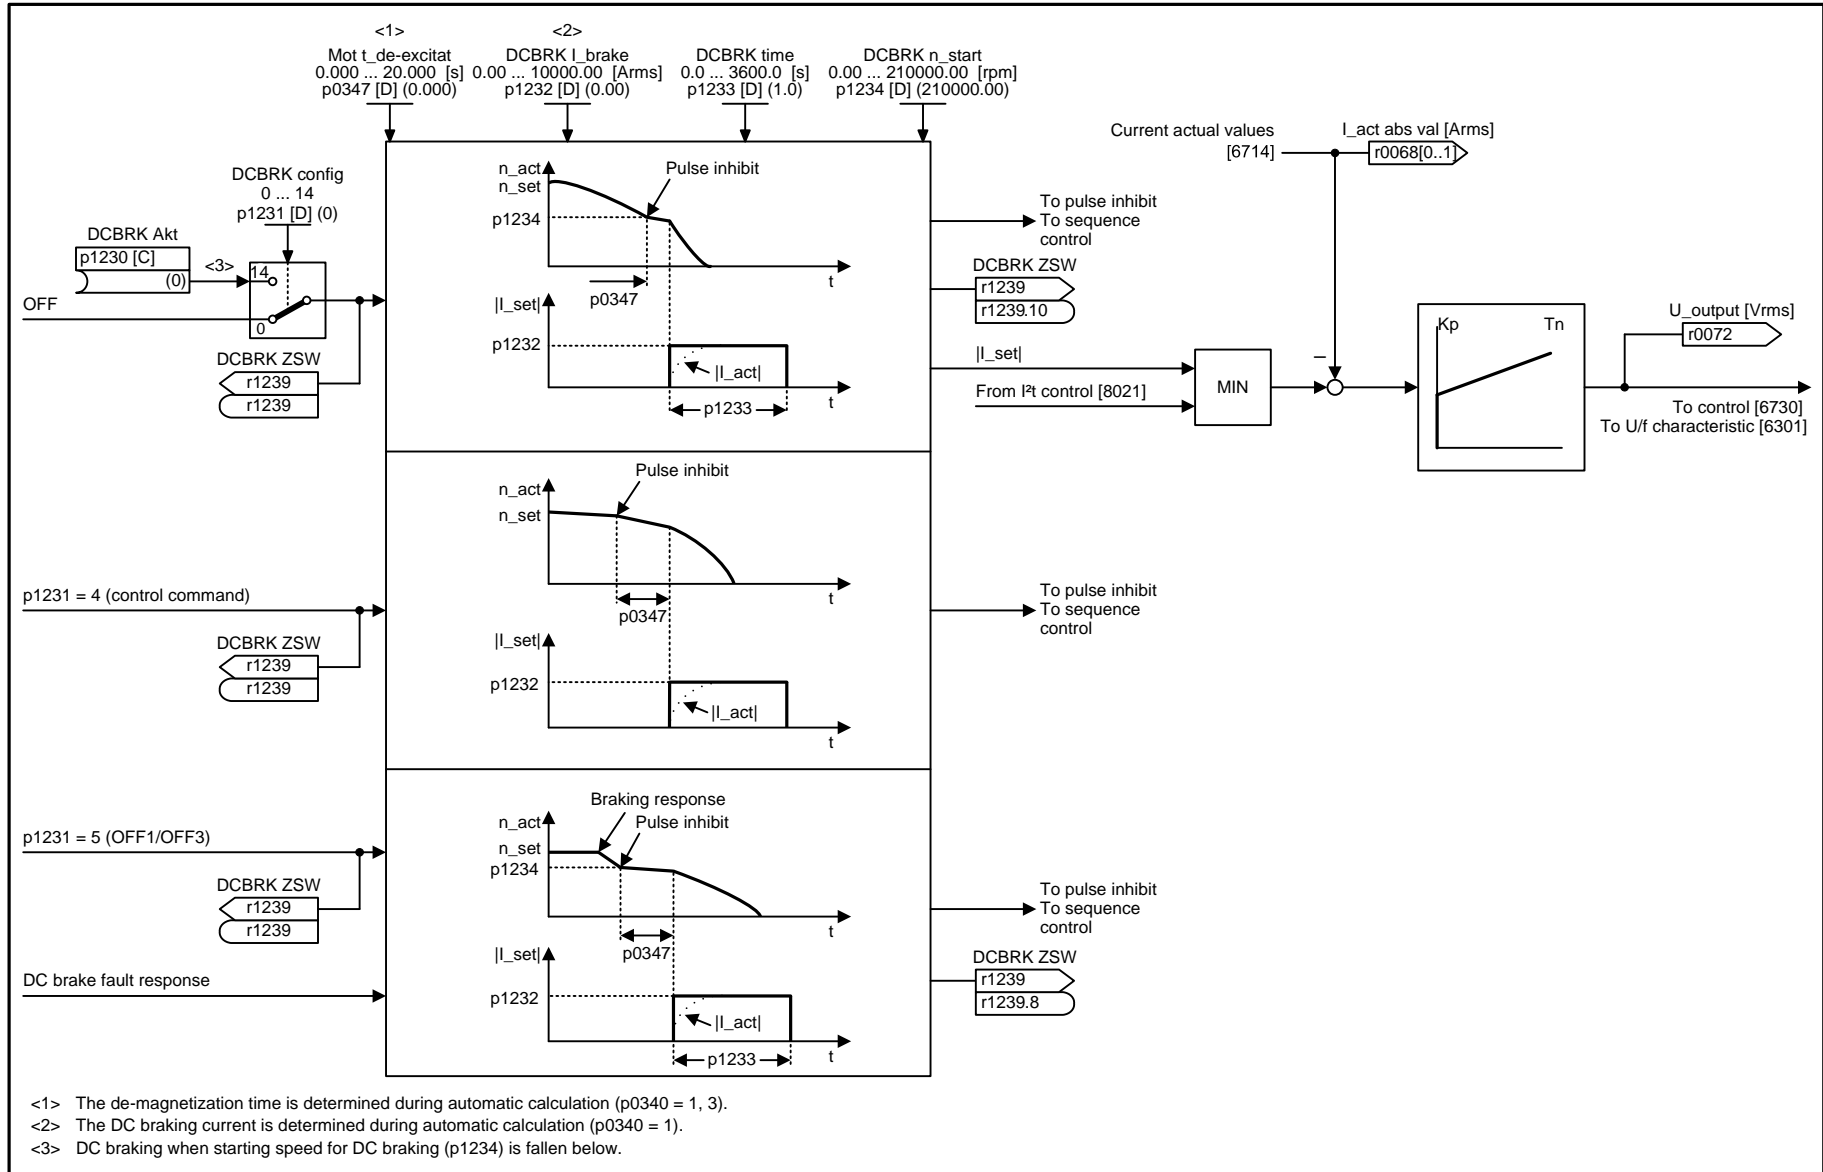 <1>
Mot t_de-excitat
0.000 ... 20.000 [s]
p0347 [D] (0.000)
<2>
DCBRK I_brake
0.00 ... 10000.00 [Arms]
p1232 [D] (0.00)
DCBRK time
0.0 ... 3600.0 [s]
p1233 [D] (1.0)
DCBRK n_start
0.00 ... 210000.00 [rpm]
p1234 [D] (210000.00)
DCBRK config
0 ... 14
p1231 [D] (0)
DCBRK Akt
p1230 [C]
(0)
<3>
14
0
OFF
DCBRK ZSW
r1239
r1239
n_act
n_set
p1234
Pulse inhibit
t
p0347
|I_set|
p1232
|I_act|
t
p1233
To pulse inhibit
To sequence
control
DCBRK ZSW
r1239
r1239.10
|I_set|
From I²t control [8021]
MIN
Current actual values
[6714]
I_act abs val [Arms]
r0068[0..1]
–
Kp
Tn
U_output [Vrms]
r0072
To control [6730]
To U/f characteristic [6301]
p1231 = 4 (control command)
DCBRK ZSW
r1239
r1239
Pulse inhibit
n_act
n_set
t
p0347
|I_set|
p1232
|I_act|
t
To pulse inhibit
To sequence
control
p1231 = 5 (OFF1/OFF3)
DCBRK ZSW
r1239
r1239
DC brake fault response
Braking response
Pulse inhibit
n_act
n_set
p1234
t
p0347
|I_set|
p1232
|I_act|
t
p1233
To pulse inhibit
To sequence
control
DCBRK ZSW
r1239
r1239.8
<1> The de-magnetization time is determined during automatic calculation (p0340 = 1, 3).
<2> The DC braking current is determined during automatic calculation (p0340 = 1).
<3> DC braking when starting speed for DC braking (p1234) is fallen below.